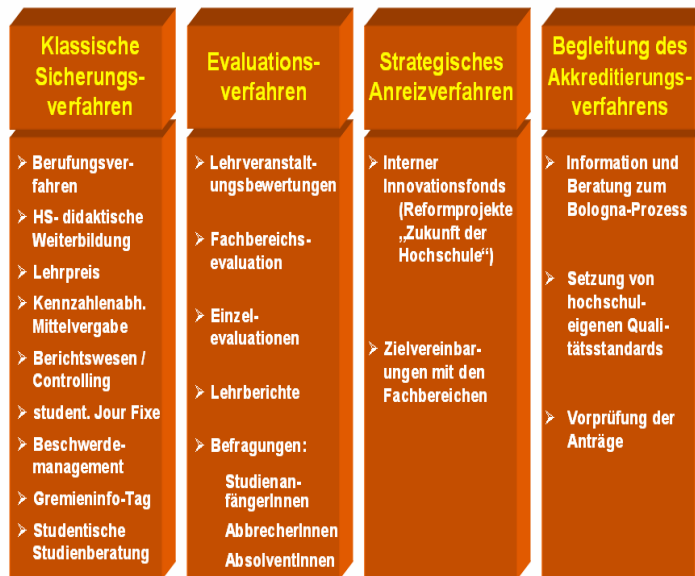 Klassische
Sicherungs-
verfahren
➢ Berufungsver-
fahren
➢ HS- didaktische
Weiterbildung
➢ Lehrpreis
➢ Kennzahlenabh.
Mittelvergabe
➢ Berichtswesen /
Controlling
➢ student. Jour Fixe
➢ Beschwerde-
management
➢ Gremieninfo-Tag
➢ Studentische
Studienberatung
Evaluations-
verfahren
➢ Lehrveranstalt-
ungsbewertungen
➢ Fachbereichs-
evaluation
➢ Einzel-
evaluationen
➢ Lehrberichte
➢ Befragungen:
Studienan-
fängerInnen
AbbrecherInnen
AbsolventInnen
Strategisches
Anreizverfahren
➢ Interner
Innovationsfonds
(Reformprojekte
„Zukunft der
Hochschule“)
➢ Zielvereinbar-
ungen mit den
Fachbereichen
Begleitung des
Akkreditierungs-
verfahrens
➢ Information und
Beratung zum
Bologna-Prozess
➢ Setzung von
hochschul-
eigenen Quali-
tätsstandards
➢ Vorprüfung der
Anträge